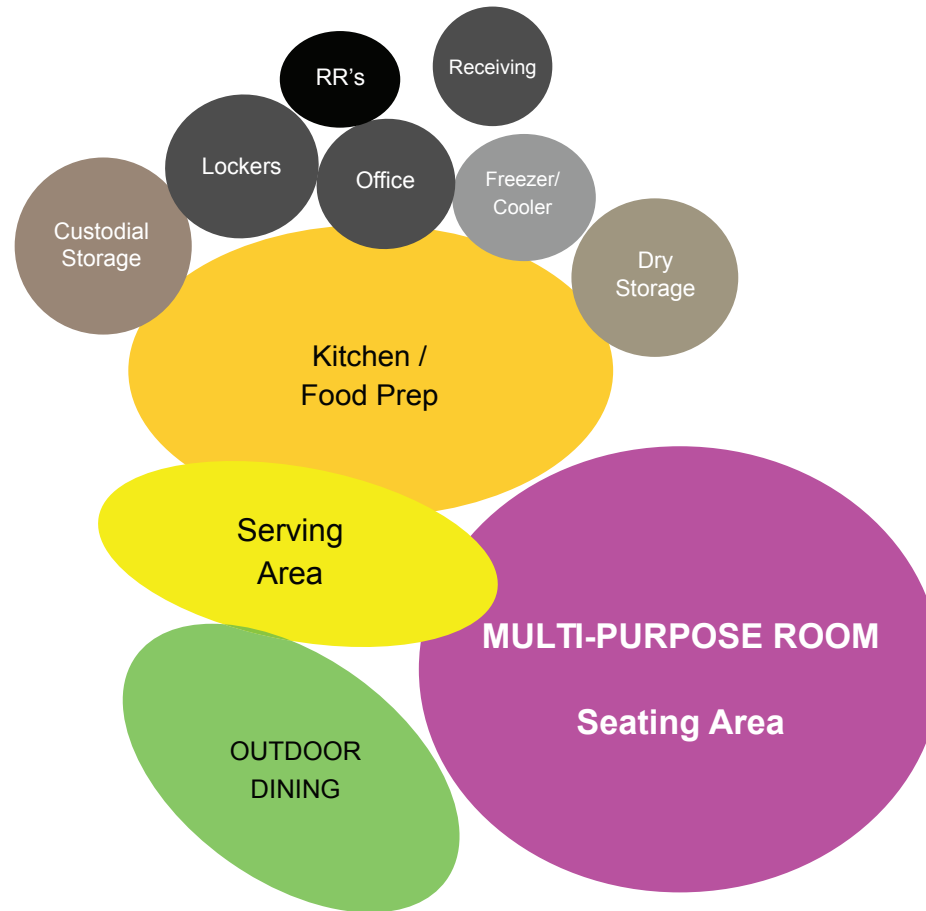 RR’s
Receiving
Lockers
Office
Freezer/
Cooler
Custodial
Storage
Dry
Storage
Kitchen /
Food Prep
Serving
Area
MULTI-PURPOSE ROOM
Seating Area
OUTDOOR
DINING